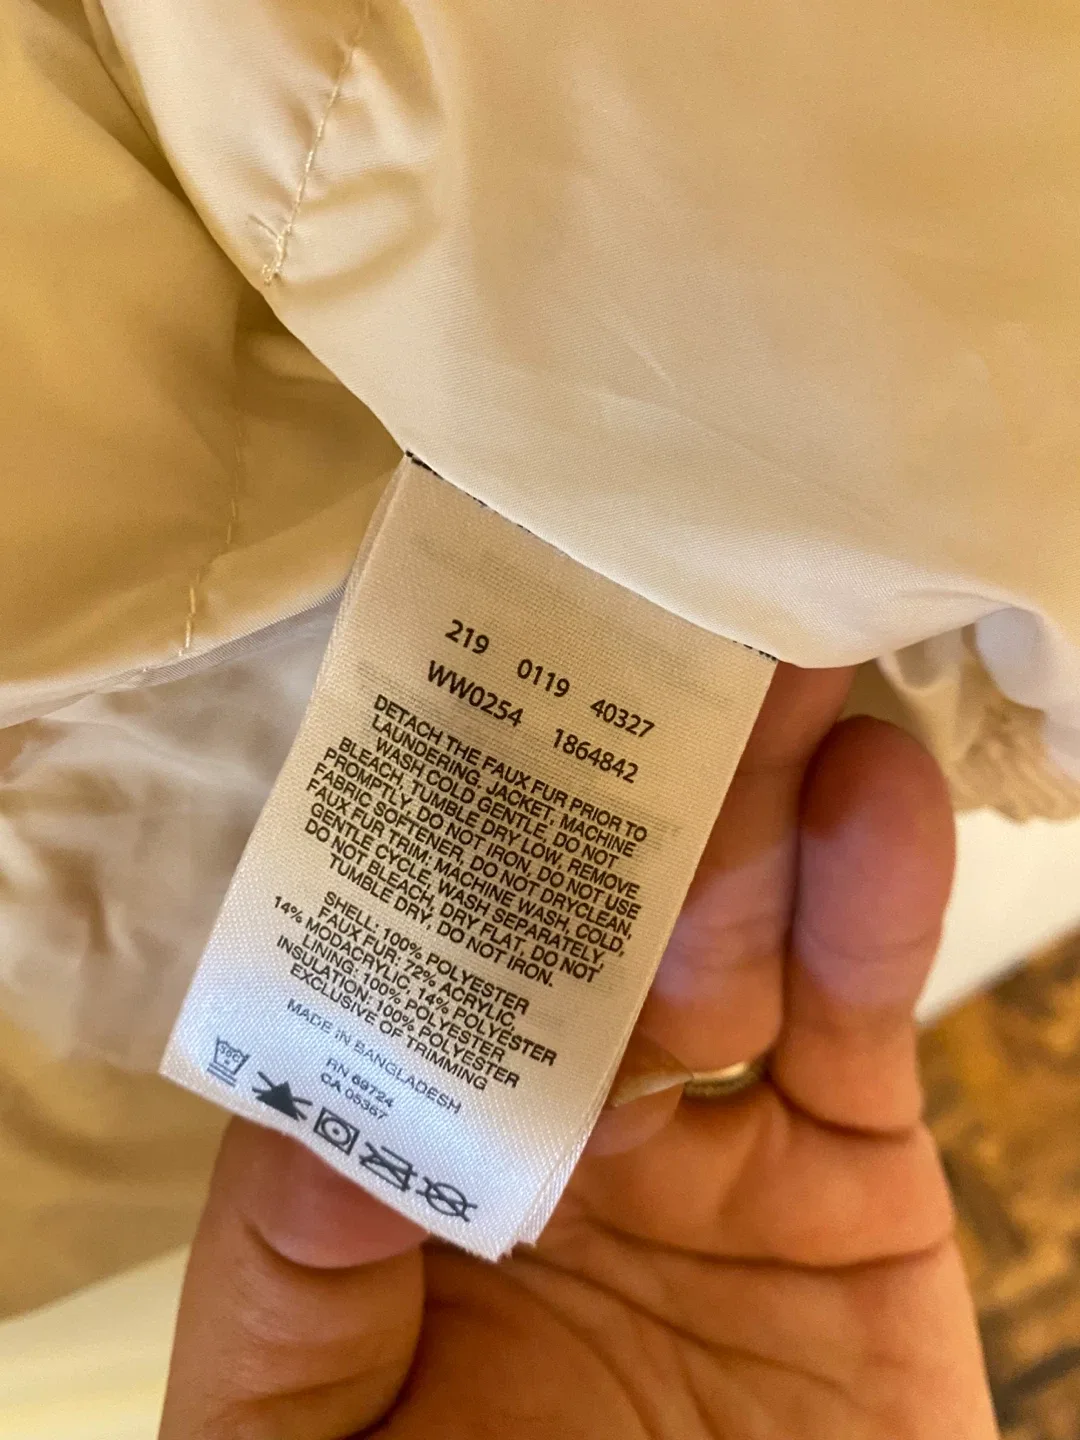 219 0119 40327
WW0254 1864842
DETACH THE FAUX FUR PRIOR TO
LAUNDERING. JACKET, MACHINE
WASH COLD GENTLE, DO NOT
BLEACH, TUMBLE DRY LOW, REMOVE
PROMPTLY, DO NOT IRON, DO NOT USE
FABRIC SOFTENER, DO NOT DRYCLEAN,
FAUX FUR TRIM: MACHINE WASH, COLD,
GENTLE CYCLE, WASH SEPARATELY,
DO NOT BLEACH, DRY FLAT, DO NOT
TUMBLE DRY, DO NOT IRON.
SHELL: 100% POLYESTER
FAUX FUR: 72% ACRYLIC,
14% MODACRYLIC, 14% POLYESTER
LINING: 100% POLYESTER
INSULATION: 100% POLYESTER
EXCLUSIVE OF TRIMMING
MADE IN BANGLADESH
RN 69724
CA 05367